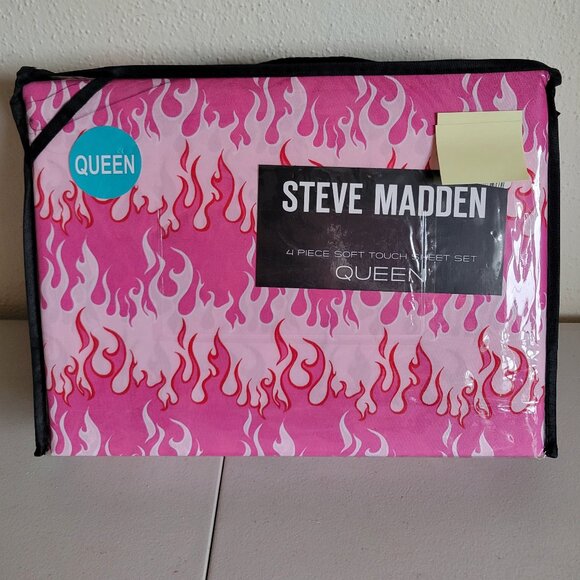 QUEEN
STEVE MADDEN
4 PIECE SOFT TOUCH SHEET SET
QUEEN